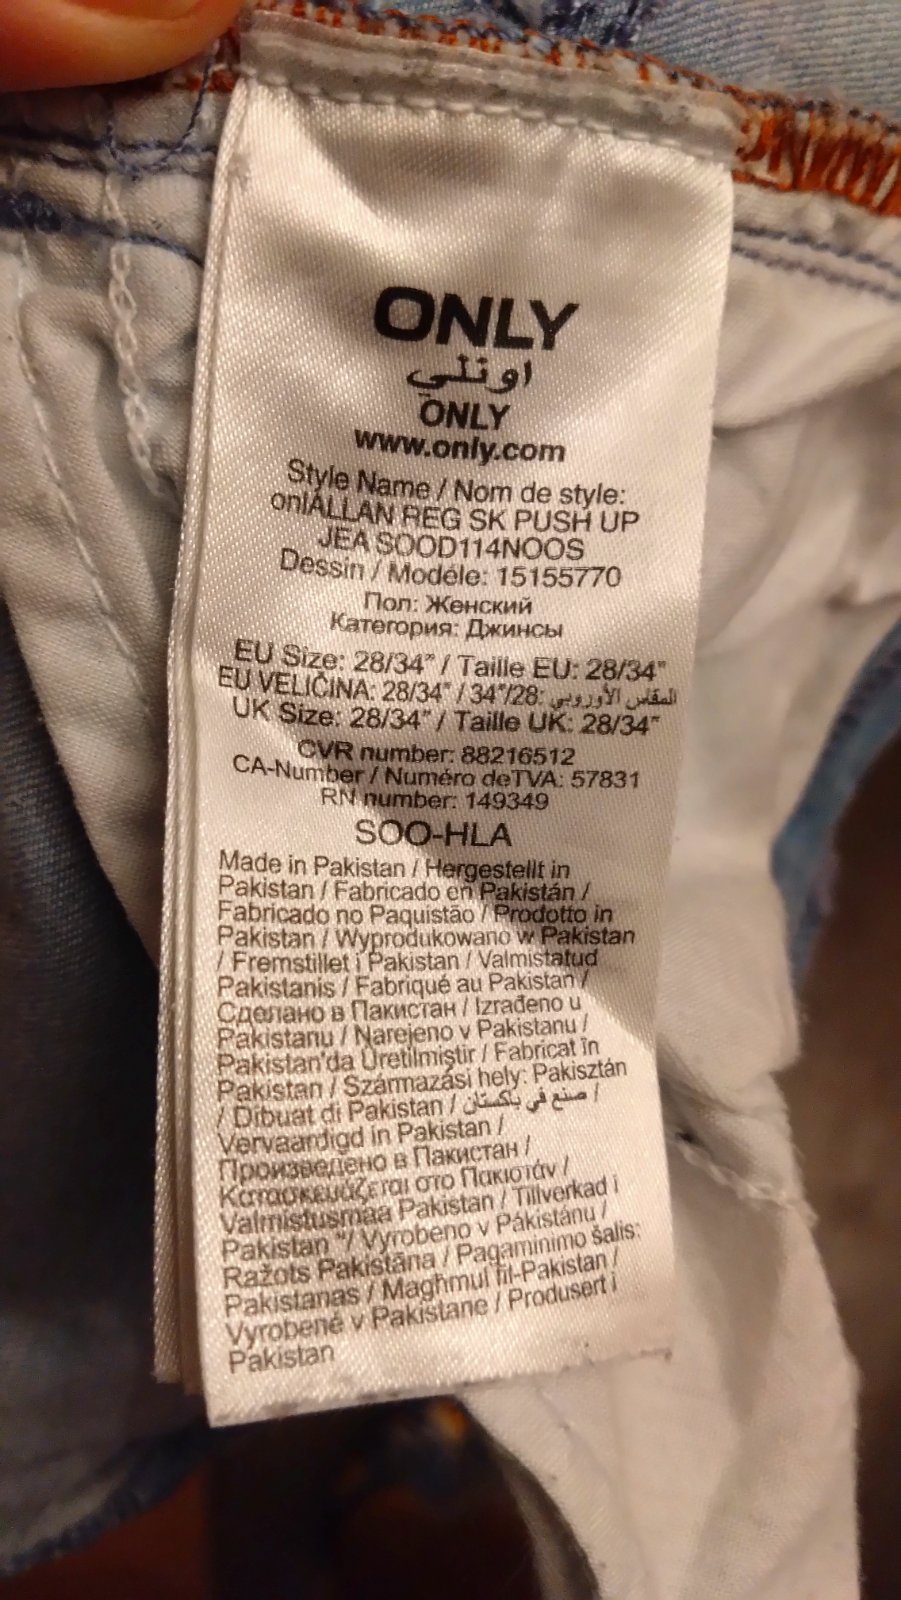 ONLY
اونلي
ONLY
www.only.com
Style Name / Nom de style:
onlALLAN REG SK PUSH UP
JEA SOOD114NOOS
Dessin / Modéle: 15155770
Пол: Женский
Категория: Джинсы
EU Size: 28/34" / Taille EU: 28/34"
EU VELIČINA: 28/34" / 34"/28: المقاس الأوروبي
UK Size: 28/34" / Taille UK: 28/34"
CVR number: 88216512
CA-Number / Numéro deTVA: 57831
RN number: 149349
SOO-HLA
Made in Pakistan / Hergestellt in
Pakistan / Fabricado en Pakistán /
Fabricado no Paquistão / Prodotto in
Pakistan / Wyprodukowano w Pakistan
/ Fremstillet i Pakistan / Valmistatud
Pakistanis / Fabriqué au Pakistan /
Сделано в Пакистан / Izrađeno u
Pakistanu / Narejeno v Pakistanu /
Pakistan'da Üretilmiştir / Fabricat în
Pakistan / Származási hely: Pakisztán
/ Dibuat di Pakistan / صنع في باكستان /
Vervaardigd in Pakistan /
Произведено в Пакистан /
Κατασκευάζεται στο Πακιστάν /
Valmistusmaa Pakistan / Tillverkad i
Pakistan "/ Vyrobeno v Pákistánu /
Ražots Pakistāna / Pagaminimo šalis:
Pakistanas / Magħmul fil-Pakistan /
Vyrobené v Pakistane / Produsert i
Pakistan